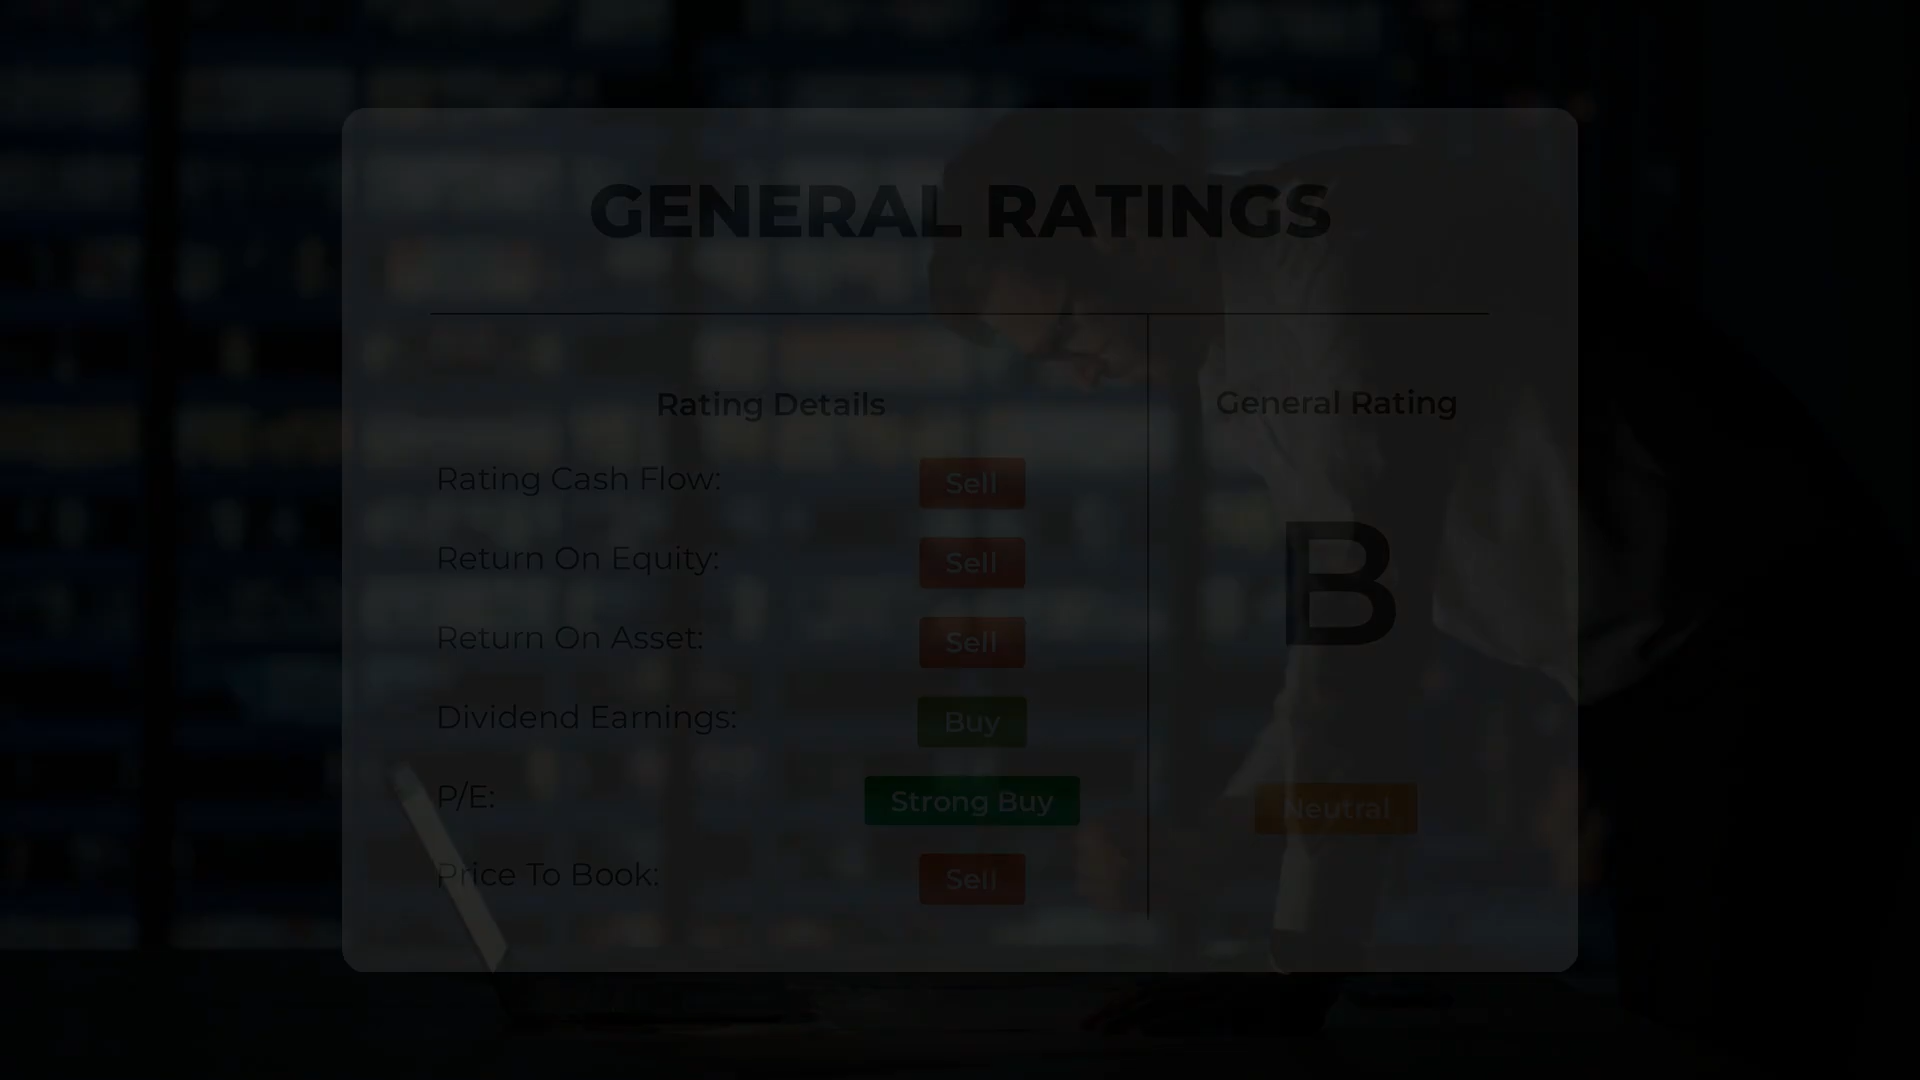 GENERAL RATINGS
Rating Details
General Rating
Rating Cash Flow: Sell
Return On Equity: Sell
Return On Asset: Sell
Dividend Earnings: Buy
P/E: Strong Buy
Price To Book: Sell
B
Neutral